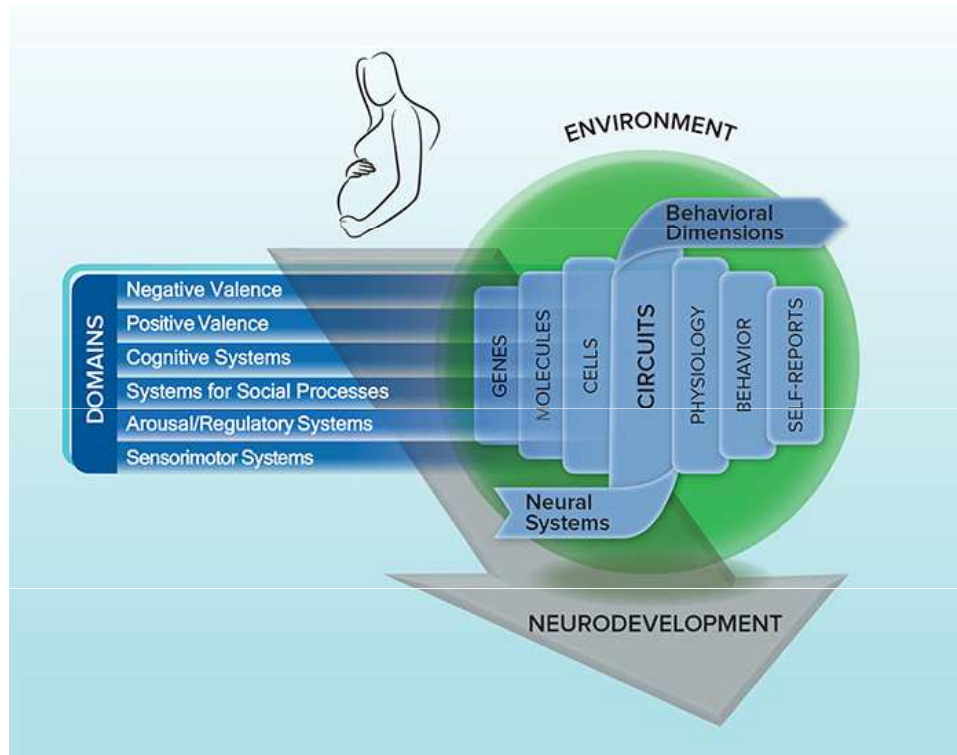 ENVIRONMENT
Behavioral
Dimensions
DOMAINS
Negative Valence
Positive Valence
Cognitive Systems
Systems for Social Processes
Arousal/Regulatory Systems
Sensorimotor Systems
GENES
MOLECULES
CELLS
CIRCUITS
PHYSIOLOGY
BEHAVIOR
SELF-REPORTS
Neural
Systems
NEURODEVELOPMENT